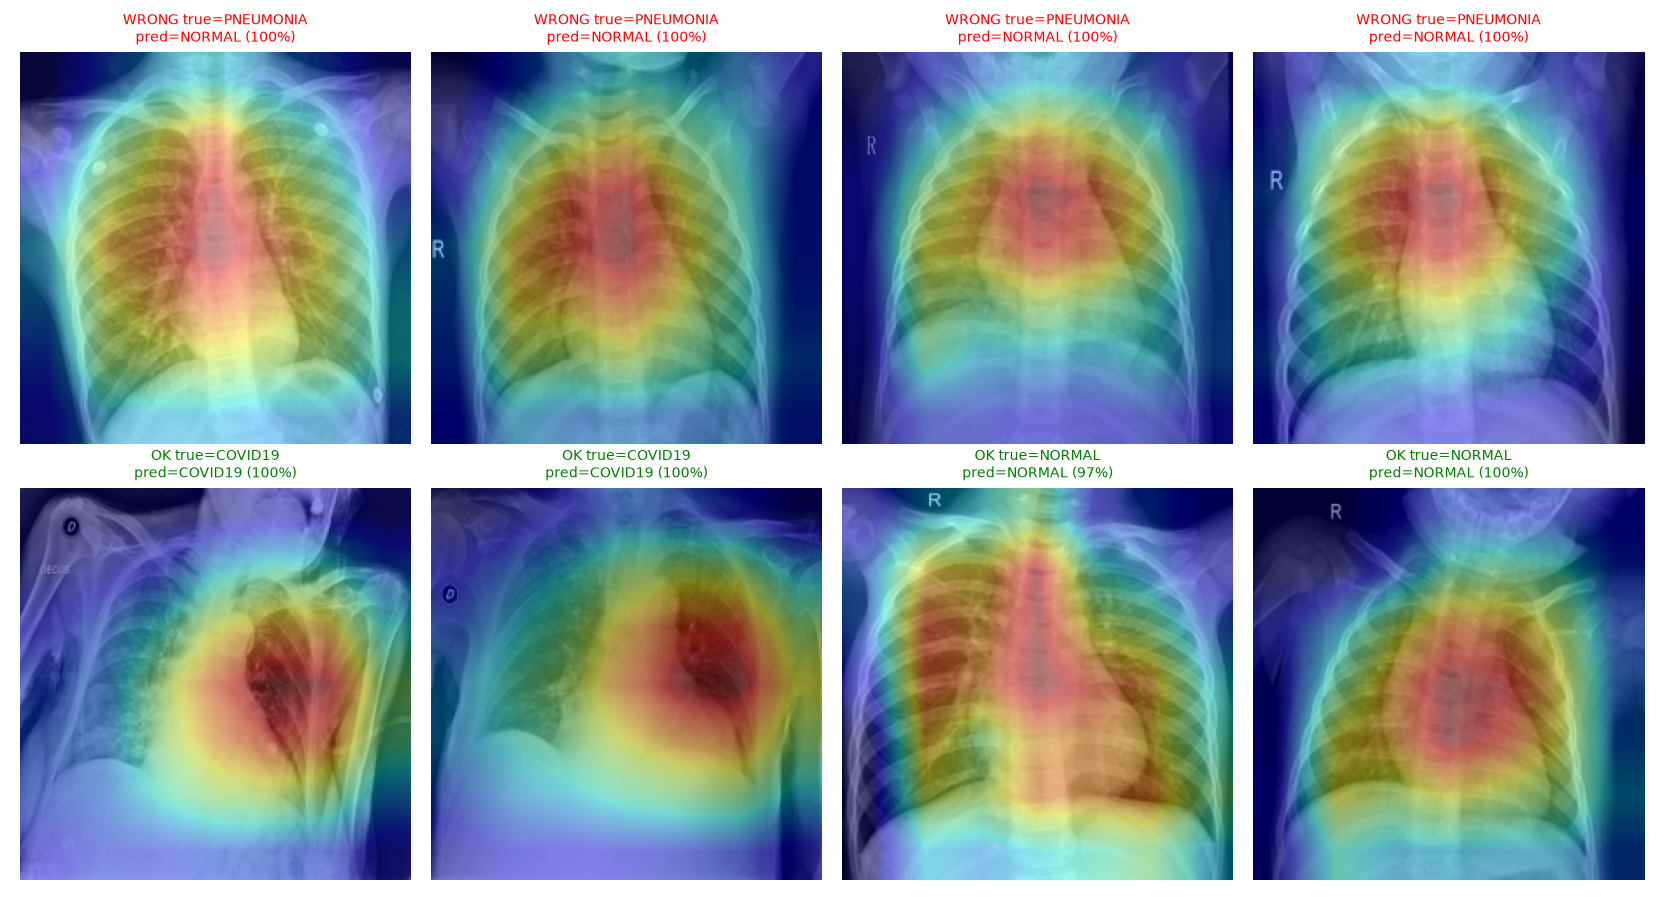 WRONG true=PNEUMONIA
pred=NORMAL (100%)
WRONG true=PNEUMONIA
pred=NORMAL (100%)
WRONG true=PNEUMONIA
pred=NORMAL (100%)
WRONG true=PNEUMONIA
pred=NORMAL (100%)
R
R
R
OK true=COVID19
pred=COVID19 (100%)
OK true=COVID19
pred=COVID19 (100%)
OK true=NORMAL
pred=NORMAL (97%)
OK true=NORMAL
pred=NORMAL (100%)
D
DECUB
D
R
R